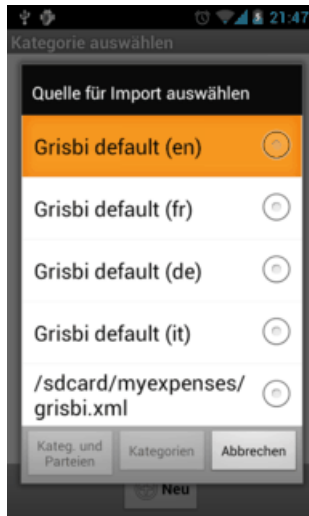 21:47
Kategorie auswählen
Quelle für Import auswählen
Grisbi default (en)
Grisbi default (fr)
Grisbi default (de)
Grisbi default (it)
/sdcard/myexpenses/
grisbi.xml
Kateg. und
Parteien
Kategorien
Abbrechen
Neu